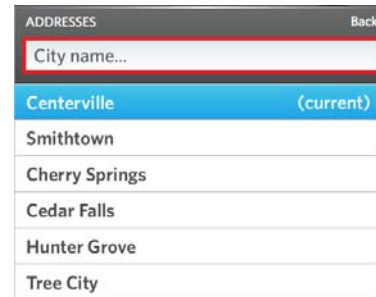 ADDRESSES Back
City name...
Centerville (current)
Smithtown
Cherry Springs
Cedar Falls
Hunter Grove
Tree City